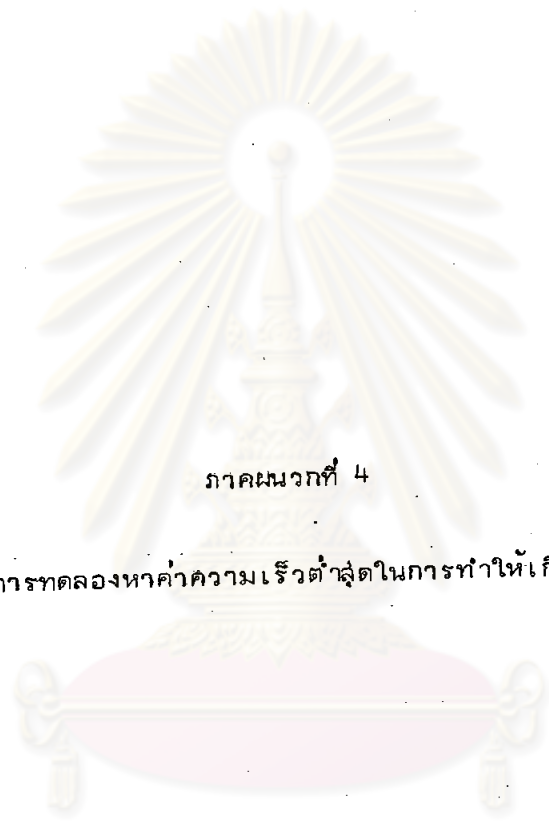 ภาคผนวกที่ 4
การทดลองหาค่าความเร็วต่ำสุดในการทำให้